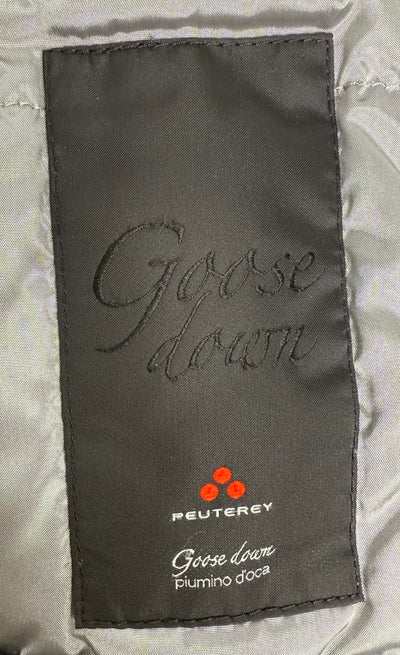 Goose
down
PEUTEREY
Goose down
piumino d'oca